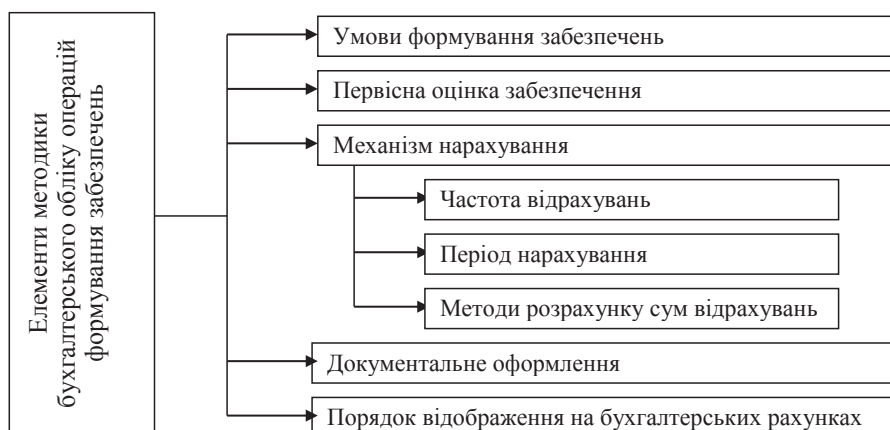 Елементи методики
бухгалтерського обліку операцій
формування забезпечень
Умови формування забезпечень
Первісна оцінка забезпечення
Механізм нарахування
Частота відрахувань
Період нарахування
Методи розрахунку сум відрахувань
Документальне оформлення
Порядок відображення на бухгалтерських рахунках